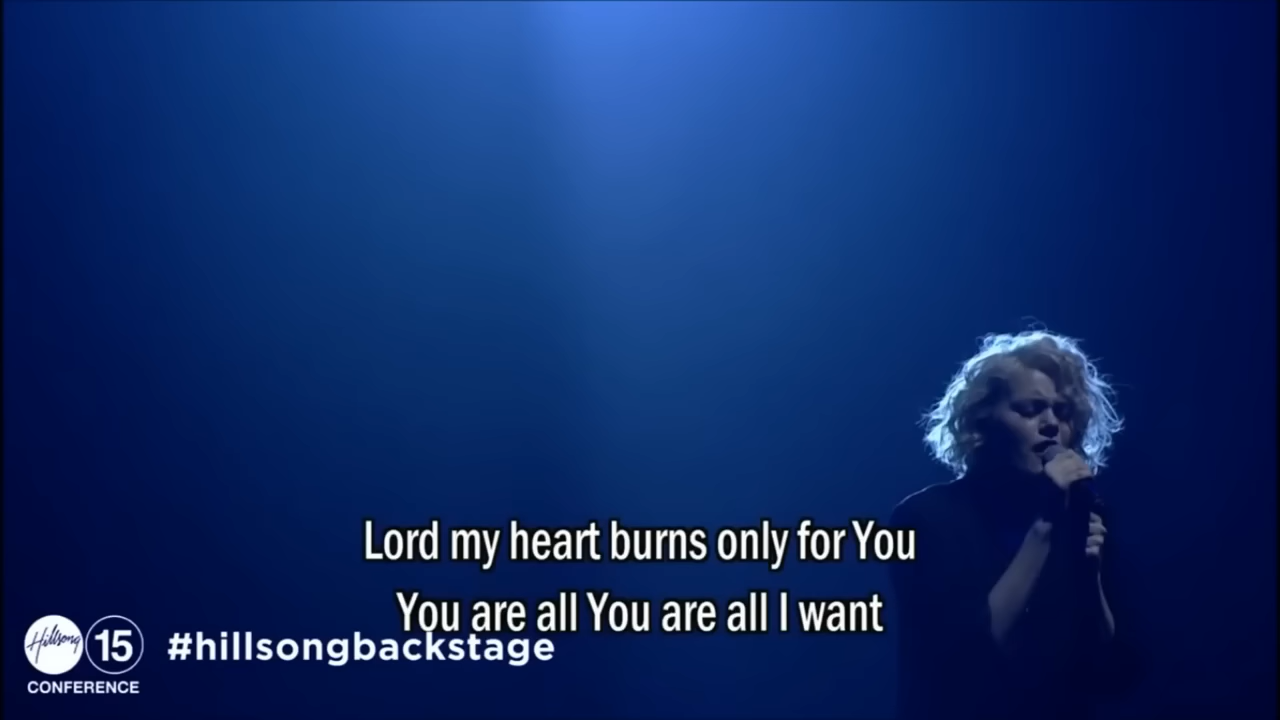 Lord my heart burns only for You
You are all You are all I want
Hillsong 15 #hillsongbackstage
CONFERENCE